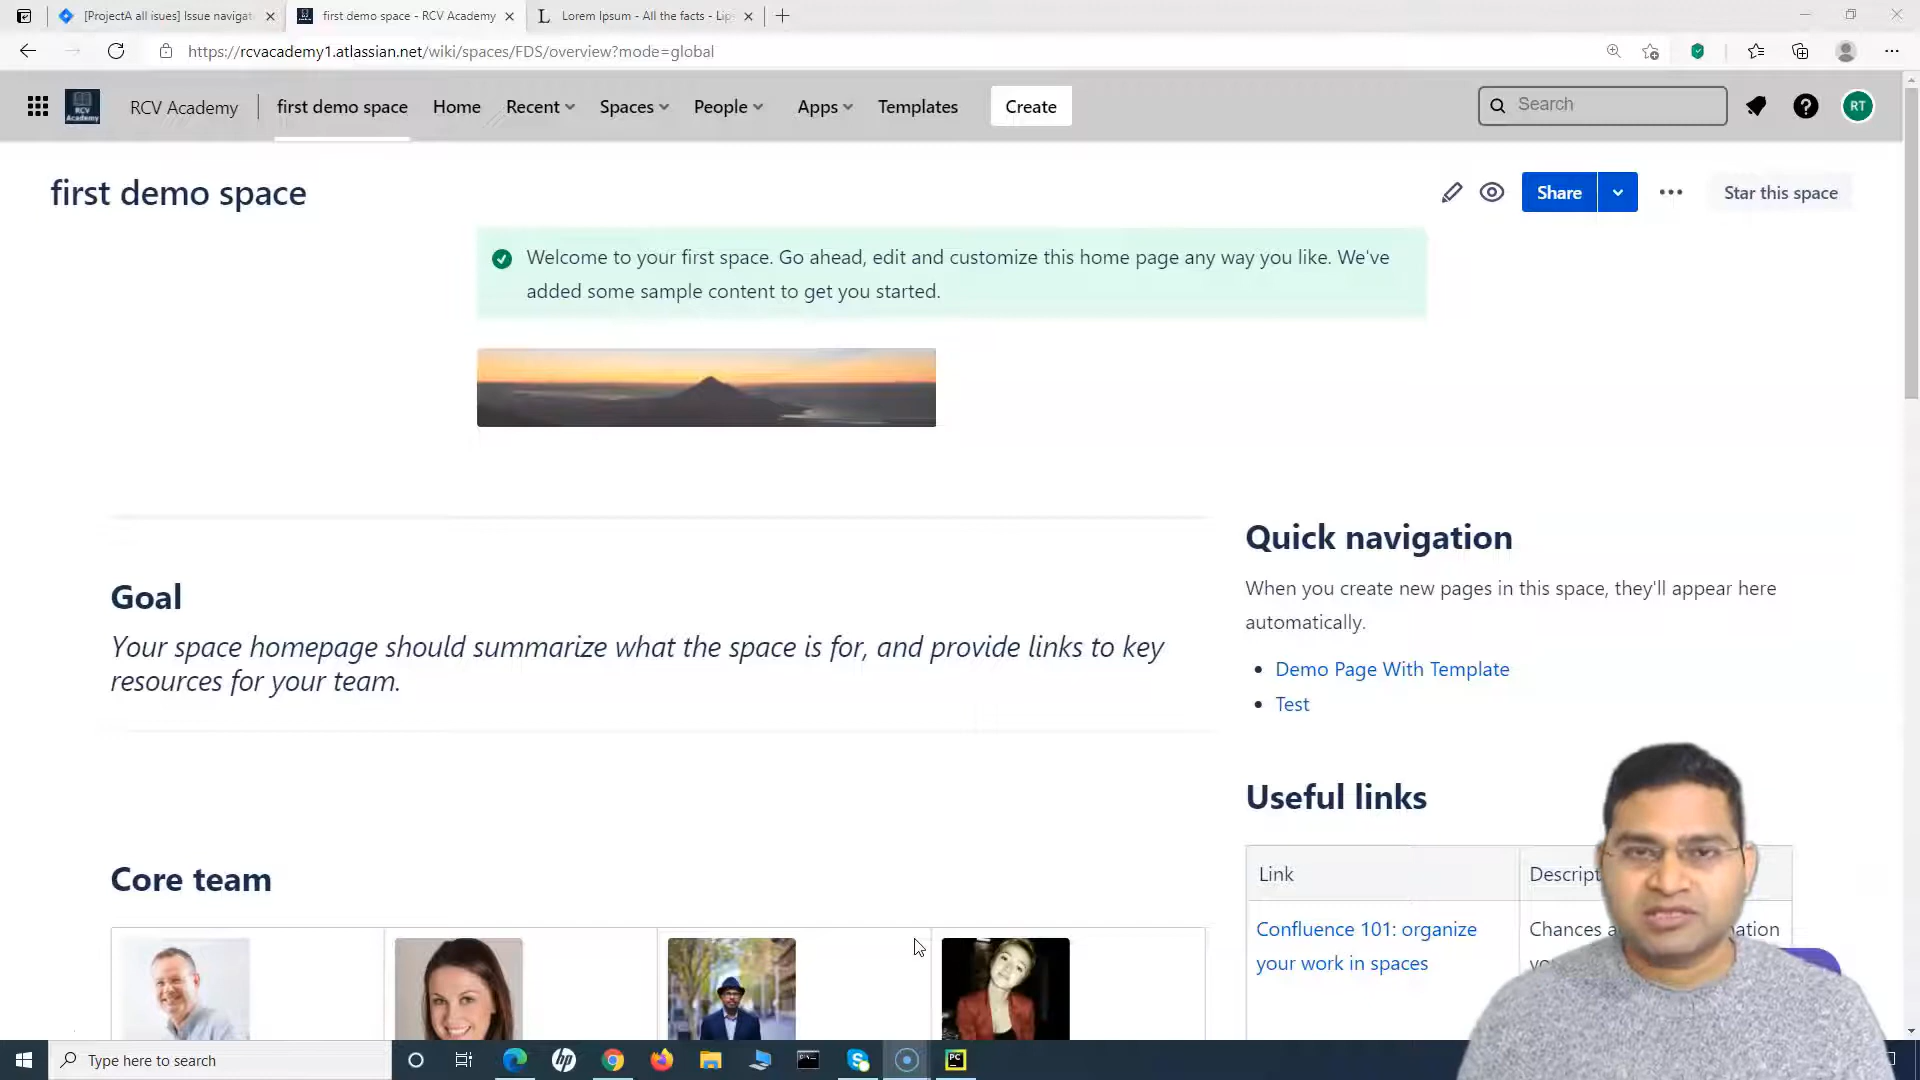 [ProjectA all isues] Issue navigat
first demo space - RCV Academy
Lorem Ipsum - All the facts - Lip
https://rcvacademy1.atlassian.net/wiki/spaces/FDS/overview?mode=global
RCV Academy
RCV Academy
first demo space
Home
Recent
Spaces
People
Apps
Templates
Create
Search
RT
first demo space
Share
Star this space
Welcome to your first space. Go ahead, edit and customize this home page any way you like. We've
added some sample content to get you started.
Quick navigation
When you create new pages in this space, they'll appear here
automatically.
Demo Page With Template
Test
Goal
Your space homepage should summarize what the space is for, and provide links to key
resources for your team.
Useful links
Link
Descript
Confluence 101: organize
your work in spaces
Chances a
ation
Core team
Type here to search
hp
PC